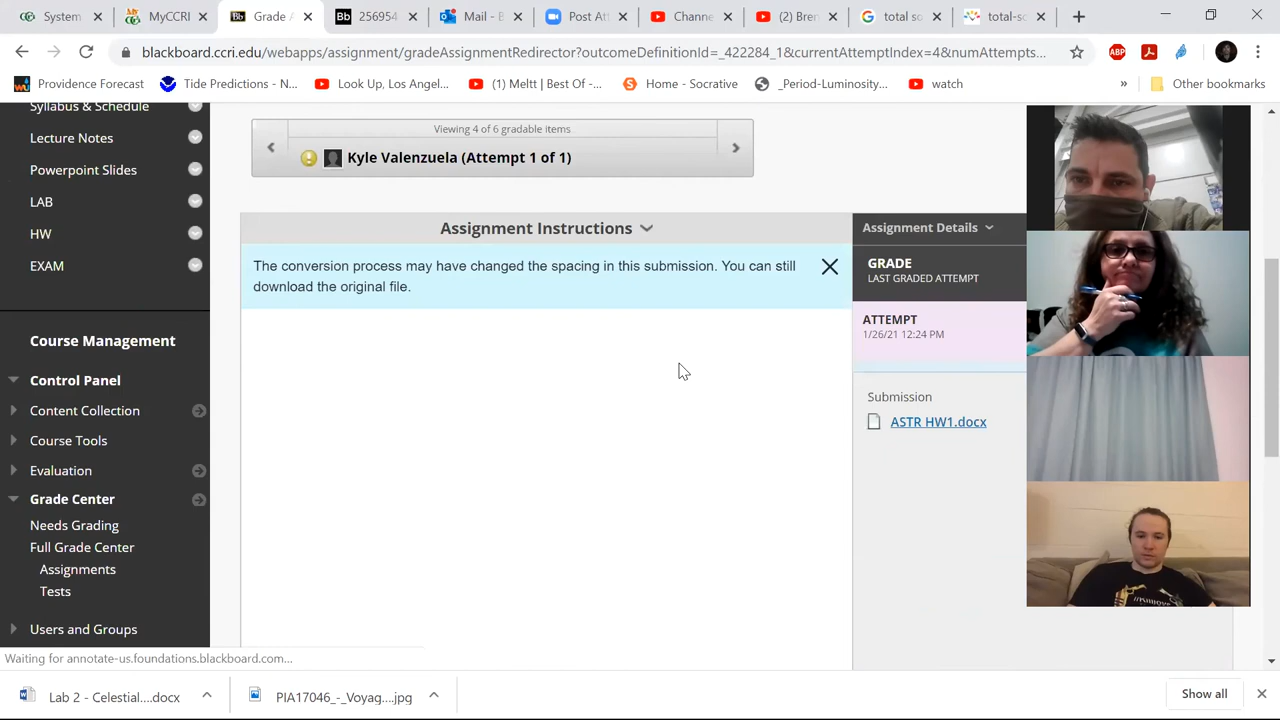 System
MyCCRI
Grade A
256954
Mail - B
Post Att
Channe
(2) Bren
total so
total-sc
blackboard.ccri.edu/webapps/assignment/gradeAssignmentRedirector?outcomeDefinitionId=_422284_1&currentAttemptIndex=4&numAttempts...
ABP
Providence Forecast
Tide Predictions - N...
Look Up, Los Angel...
(1) Meltt | Best Of -...
Home - Socrative
_Period-Luminosity...
watch
»
Other bookmarks
Syllabus & Schedule
Lecture Notes
Powerpoint Slides
LAB
HW
EXAM
Course Management
Control Panel
Content Collection
Course Tools
Evaluation
Grade Center
Needs Grading
Full Grade Center
Assignments
Tests
Users and Groups
Waiting for annotate-us.foundations.blackboard.com...
Viewing 4 of 6 gradable items
Kyle Valenzuela (Attempt 1 of 1)
Assignment Instructions
The conversion process may have changed the spacing in this submission. You can still
download the original file.
Assignment Details
GRADE
LAST GRADED ATTEMPT
ATTEMPT
1/26/21 12:24 PM
Submission
ASTR HW1.docx
Lab 2 - Celestial....docx
PIA17046_-_Voyag....jpg
Show all